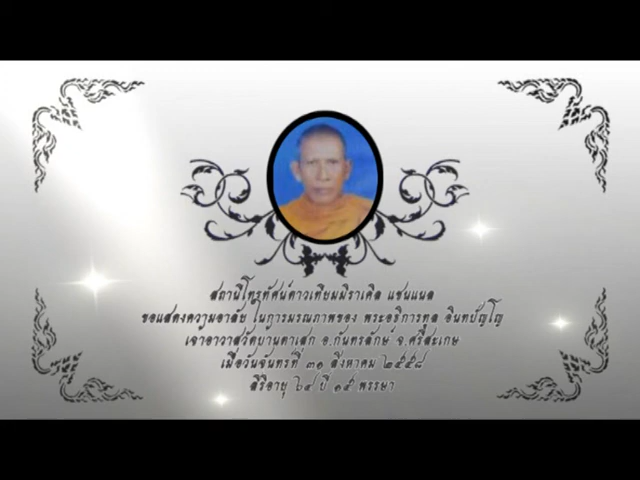 สถานีโทรทัศน์ดาวเทียมมิราเคิล แชนแนล
ขอแสดงความอาลัย ในการมรณภาพของ พระอธิการทูล อินทปัญโญ
เจ้าอาวาสวัดบานตาเสก อ.กันทรลักษ์ จ.ศรีสะเกษ
เมื่อวันจันทร์ที่ ๓๑ สิงหาคม ๒๕๕๘
สิริอายุ ๖๔ ปี ๑๕ พรรษา